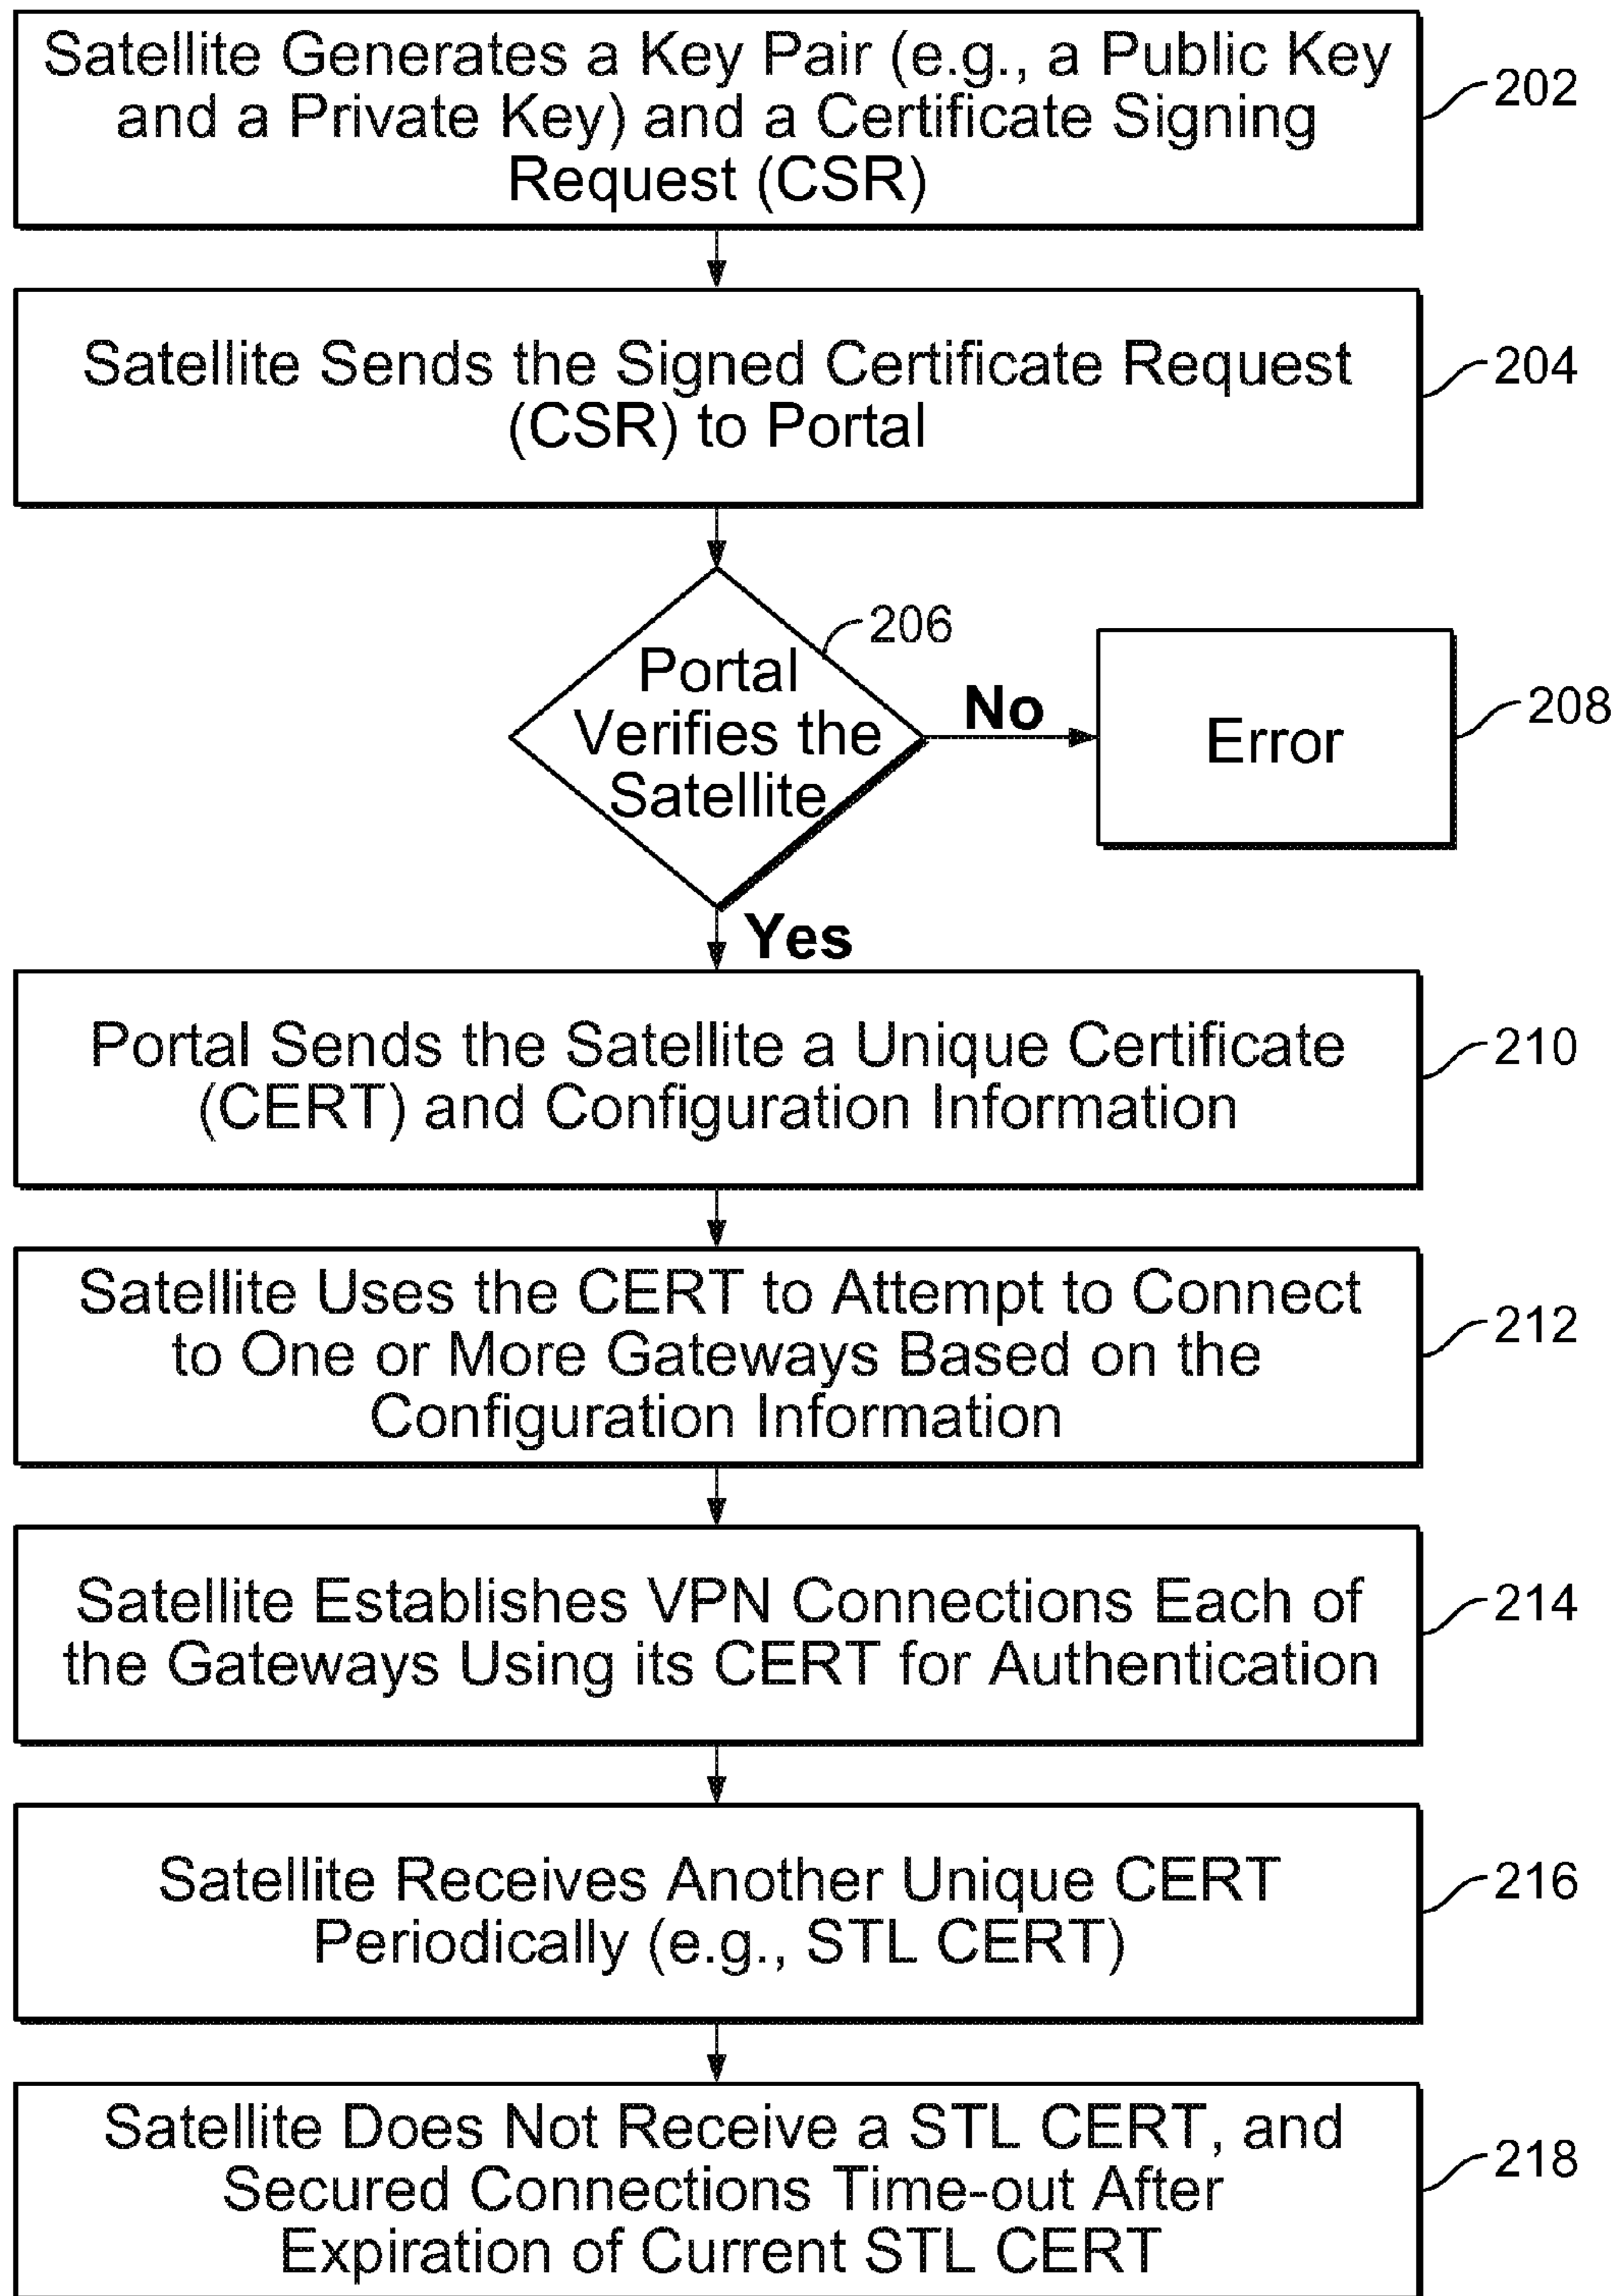 Satellite Generates a Key Pair (e.g., a Public Key
and a Private Key) and a Certificate Signing
Request (CSR)
202
Satellite Sends the Signed Certificate Request
(CSR) to Portal
204
206
Portal
Verifies the
Satellite
No
Error
208
Yes
Portal Sends the Satellite a Unique Certificate
(CERT) and Configuration Information
210
Satellite Uses the CERT to Attempt to Connect
to One or More Gateways Based on the
Configuration Information
212
Satellite Establishes VPN Connections Each of
the Gateways Using its CERT for Authentication
214
Satellite Receives Another Unique CERT
Periodically (e.g., STL CERT)
216
Satellite Does Not Receive a STL CERT, and
Secured Connections Time-out After
Expiration of Current STL CERT
218